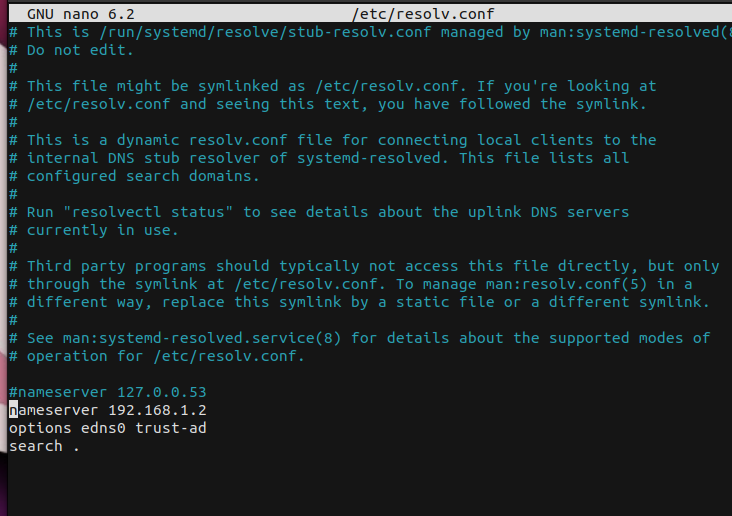 GNU nano 6.2 /etc/resolv.conf
# This is /run/systemd/resolve/stub-resolv.conf managed by man:systemd-resolved(
# Do not edit.
#
# This file might be symlinked as /etc/resolv.conf. If you're looking at
# /etc/resolv.conf and seeing this text, you have followed the symlink.
#
# This is a dynamic resolv.conf file for connecting local clients to the
# internal DNS stub resolver of systemd-resolved. This file lists all
# configured search domains.
#
# Run "resolvectl status" to see details about the uplink DNS servers
# currently in use.
#
# Third party programs should typically not access this file directly, but only
# through the symlink at /etc/resolv.conf. To manage man:resolv.conf(5) in a
# different way, replace this symlink by a static file or a different symlink.
#
# See man:systemd-resolved.service(8) for details about the supported modes of
# operation for /etc/resolv.conf.
#nameserver 127.0.0.53
nameserver 192.168.1.2
options edns0 trust-ad
search .